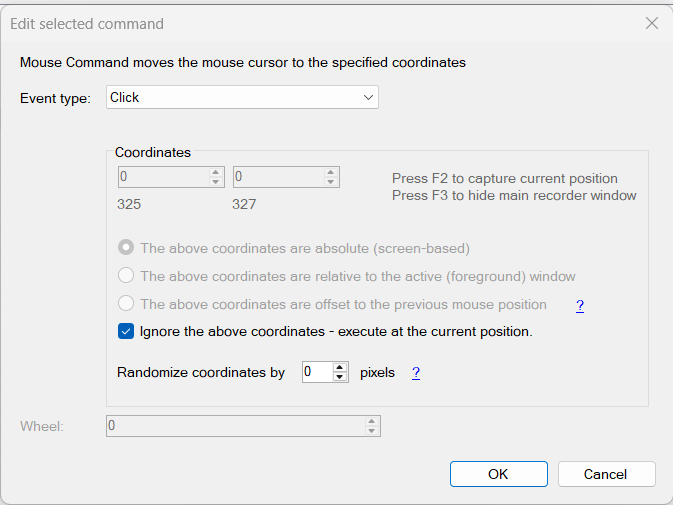 Edit selected command
Mouse Command moves the mouse cursor to the specified coordinates
Event type: Click
Coordinates
0 0
Press F2 to capture current position
325 327
Press F3 to hide main recorder window
The above coordinates are absolute (screen-based)
The above coordinates are relative to the active (foreground) window
The above coordinates are offset to the previous mouse position ?
Ignore the above coordinates - execute at the current position.
Randomize coordinates by 0 pixels ?
Wheel: 0
OK Cancel